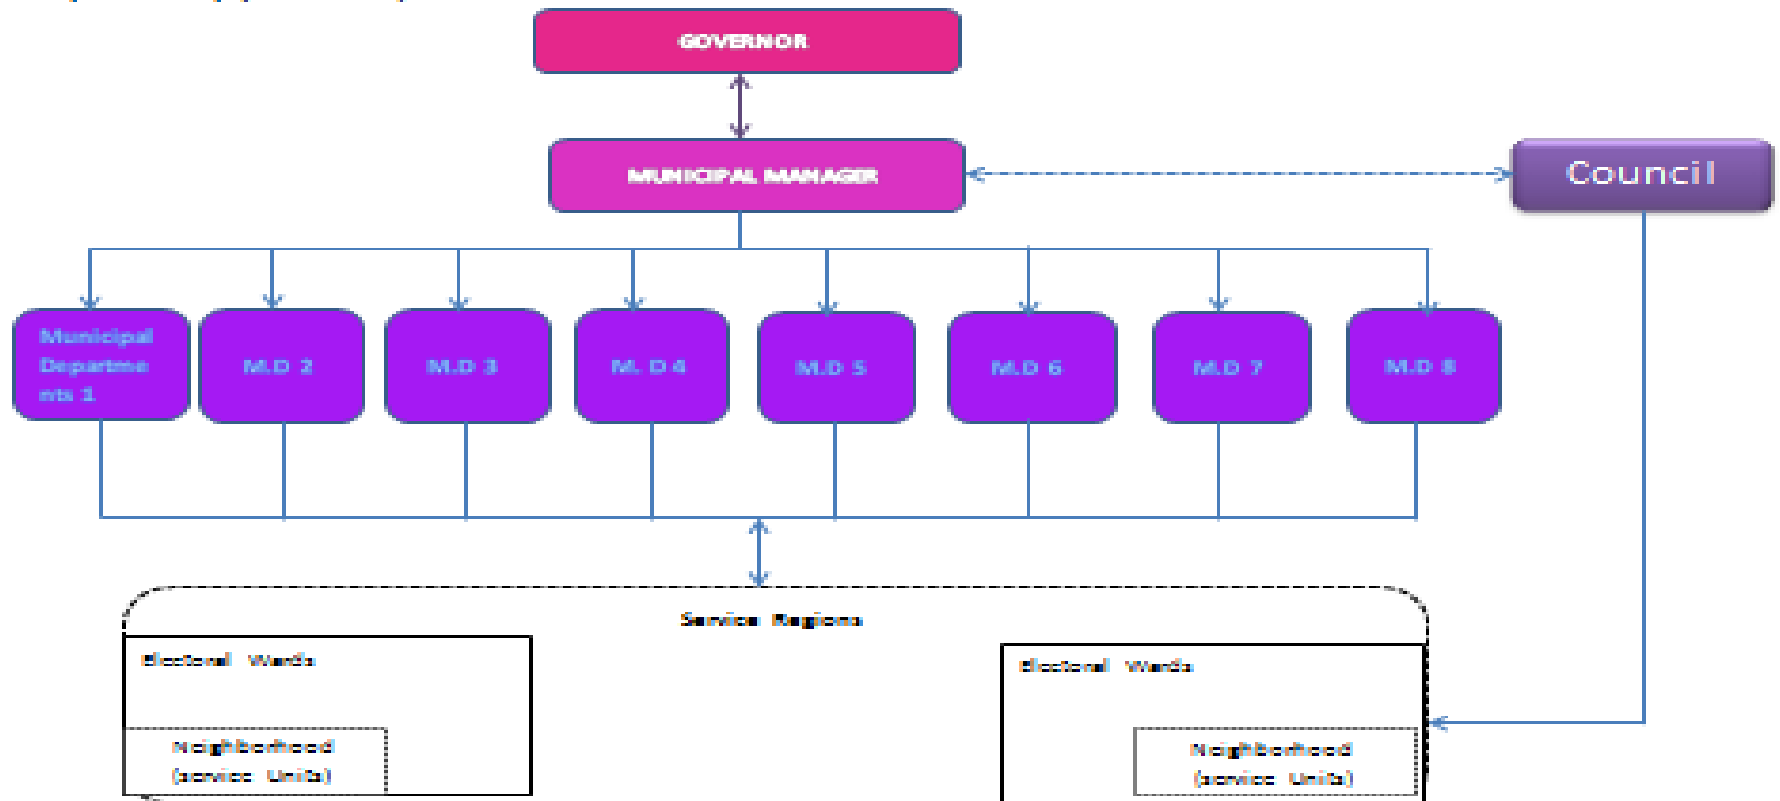 GOVERNOR
MUNICIPAL MANAGER
Council
Municipal
Departme
nts 1
M.D 2
M.D 3
M. D 4
M.D 5
M.D 6
M.D 7
M.D 8
Service Regions
Electoral Wards
Electoral Wards
Neighborhood
(service Units)
Neighborhood
(service Units)